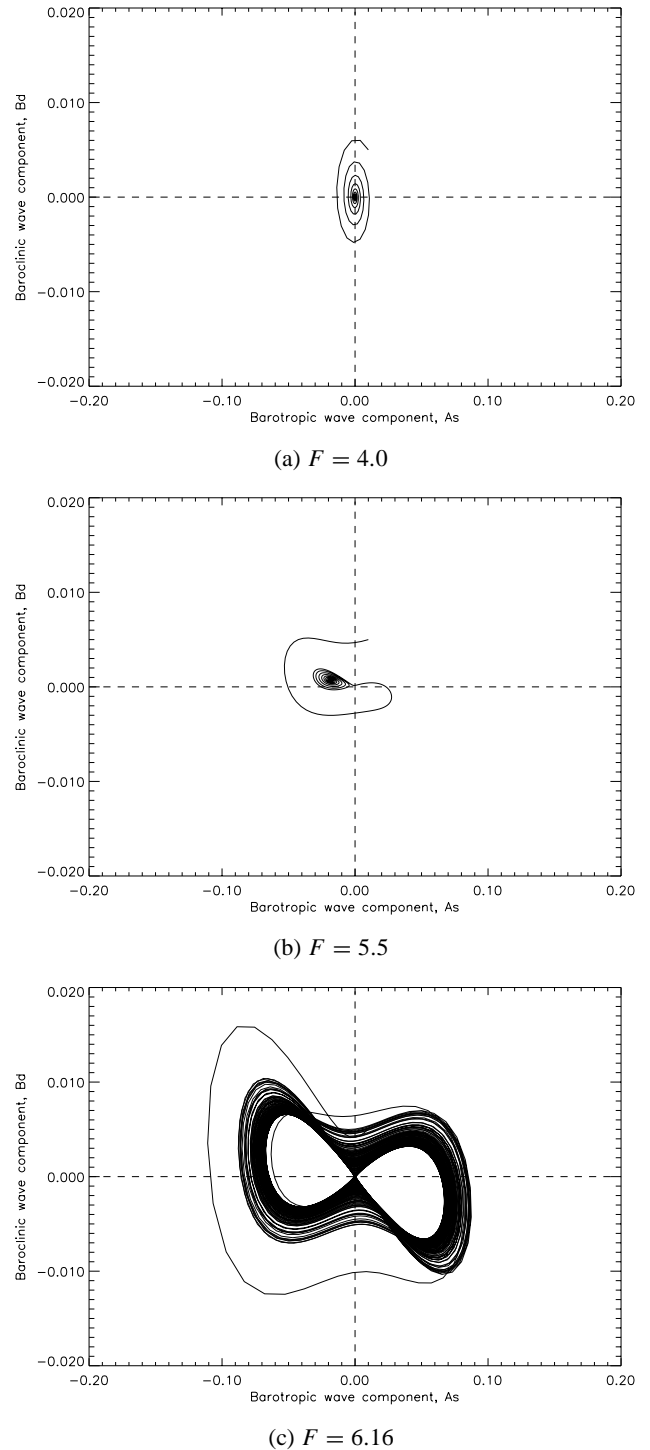 0.020
0.010
0.000
−0.010
−0.020
Baroclinic wave component, Bd
−0.20 −0.10 0.00 0.10 0.20
Barotropic wave component, As
(a) F = 4.0
0.020
0.010
0.000
−0.010
−0.020
Baroclinic wave component, Bd
−0.20 −0.10 0.00 0.10 0.20
Barotropic wave component, As
(b) F = 5.5
0.020
0.010
0.000
−0.010
−0.020
Baroclinic wave component, Bd
−0.20 −0.10 0.00 0.10 0.20
Barotropic wave component, As
(c) F = 6.16